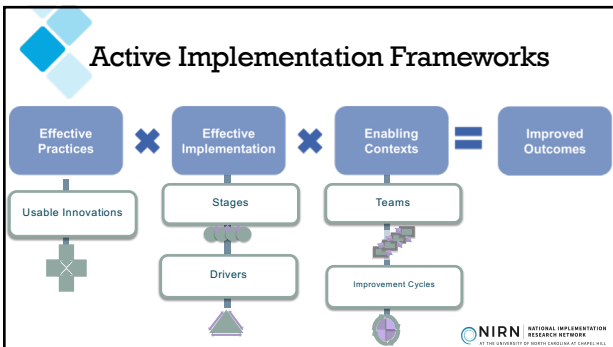 Active Implementation Frameworks
Effective
Practices
Effective
Implementation
Enabling
Contexts
Improved
Outcomes
Usable Innovations
Stages
Teams
Drivers
Improvement Cycles
NIRN NATIONAL IMPLEMENTATION
RESEARCH NETWORK
AT THE UNIVERSITY OF NORTH CAROLINA AT CHAPEL HILL